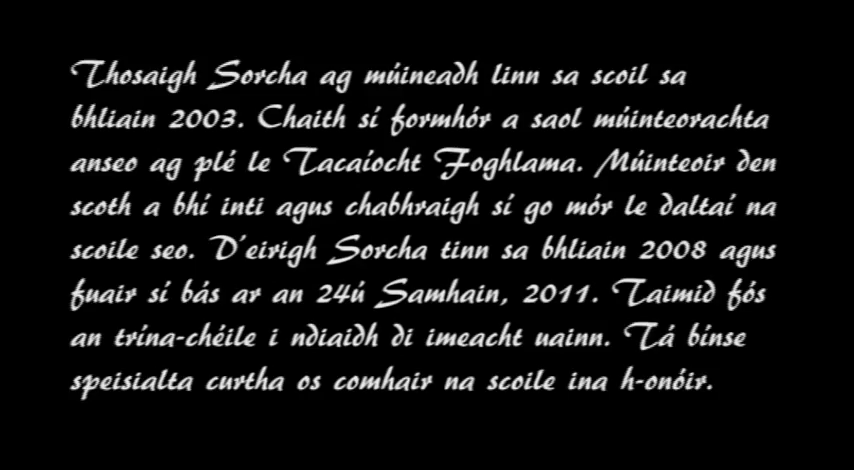 Thosaigh Sorcha ag múineadh linn sa scoil sa
bhliain 2003. Chaith sí formhór a saol múinteorachta
anseo ag plé le Tacaíocht Foghlama. Múinteoir den
scoth a bhí inti agus chabhraigh sí go mór le daltaí na
scoile seo. D'eirigh Sorcha tinn sa bhliain 2008 agus
fuair sí bás ar an 24ú Samhain, 2011. Taimid fós
an trína-chéile i ndiaidh di imeacht uainn. Tá bínse
speisialta curtha os comhair na scoile ina h-onóir.